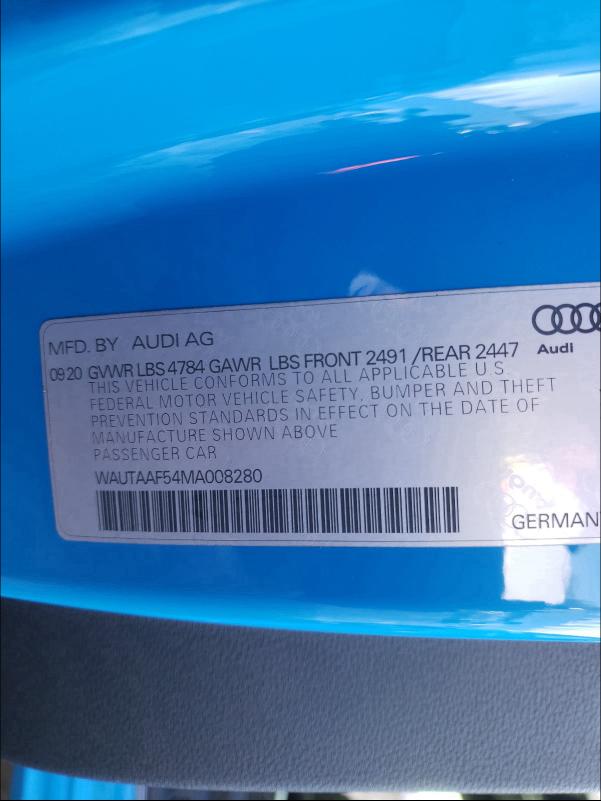 MFD. BY AUDI AG
Audi
09 20 GVWR LBS 4784 GAWR LBS FRONT 2491 /REAR 2447
THIS VEHICLE CONFORMS TO ALL APPLICABLE U.S.
FEDERAL MOTOR VEHICLE SAFETY, BUMPER AND THEFT
PREVENTION STANDARDS IN EFFECT ON THE DATE OF
MANUFACTURE SHOWN ABOVE
PASSENGER CAR
WAUTAAF54MA008280
GERMAN